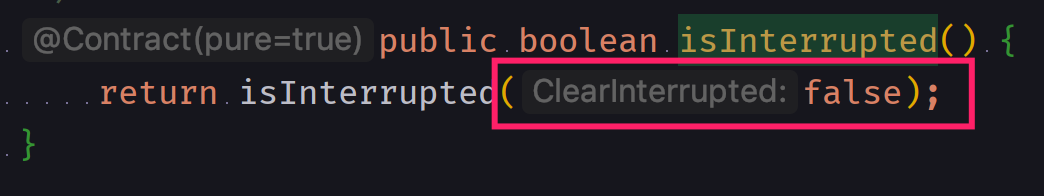 @Contract(pure=true) public boolean isInterrupted() {
return isInterrupted( ClearInterrupted: false);
}